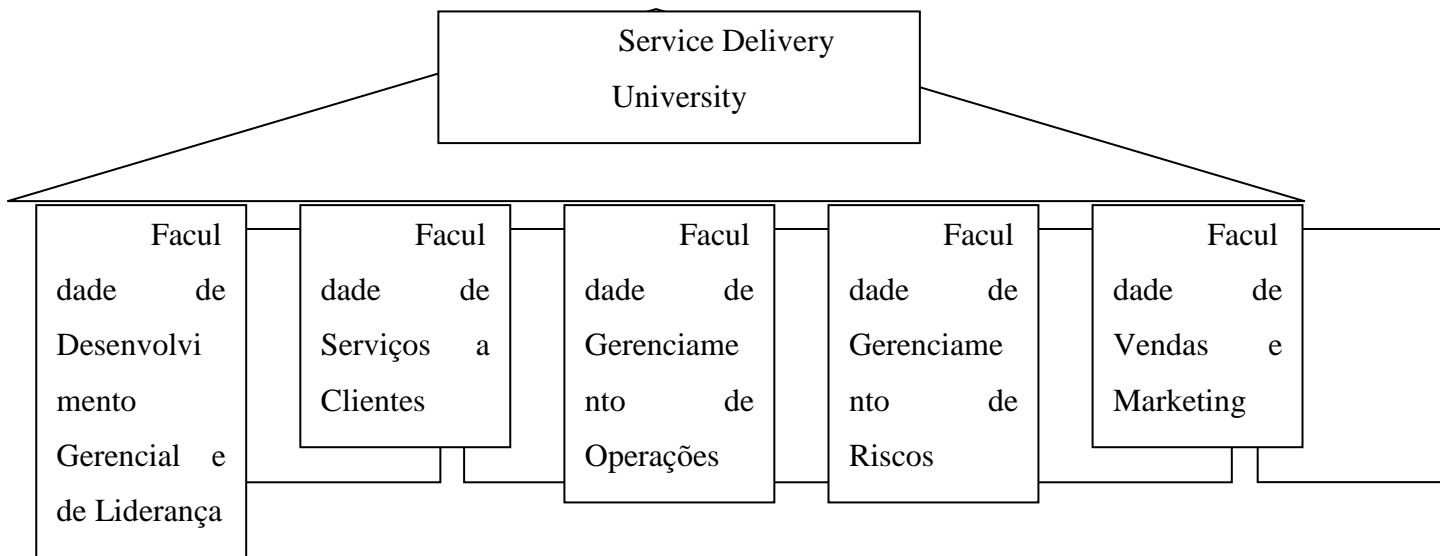 Service Delivery
University
Facul
dade de
Desenvolvi
mento
Gerencial e
de Liderança
Facul
dade de
Serviços a
Clientes
Facul
dade de
Gerenciame
nto de
Operações
Facul
dade de
Gerenciame
nto de
Riscos
Facul
dade de
Vendas e
Marketing